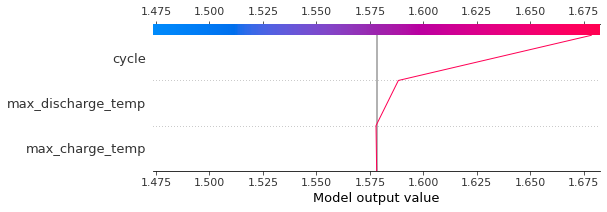 1.475 1.500 1.525 1.550 1.575 1.600 1.625 1.650 1.675
cycle
max_discharge_temp
max_charge_temp
1.475 1.500 1.525 1.550 1.575 1.600 1.625 1.650 1.675
Model output value